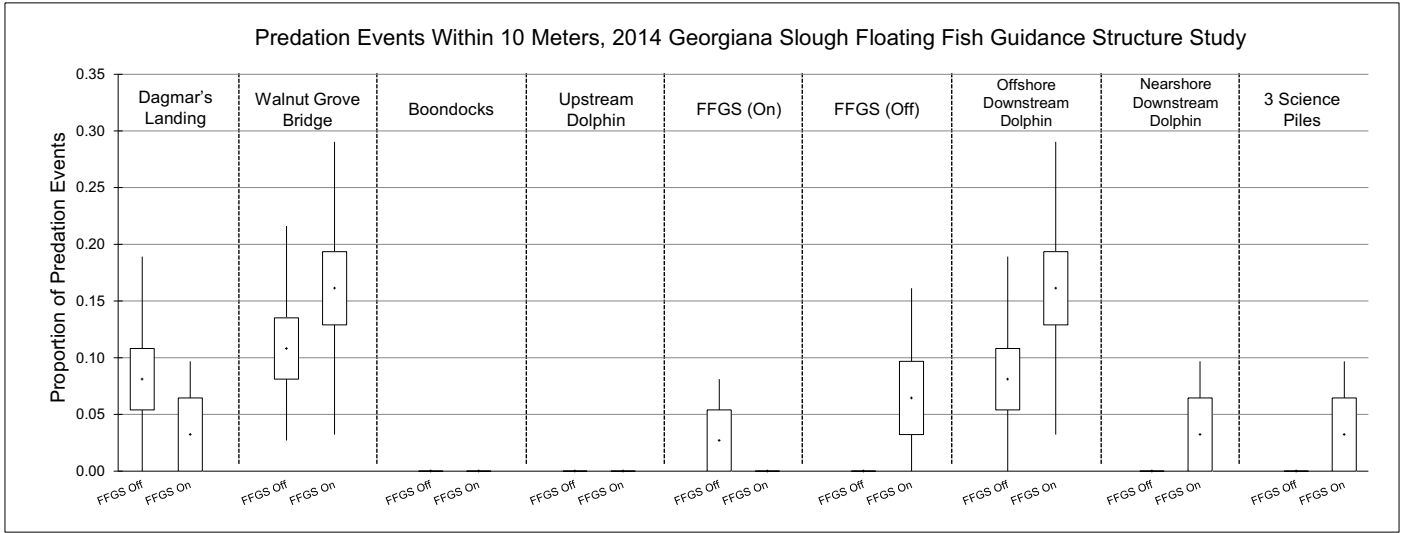 Predation Events Within 10 Meters, 2014 Georgiana Slough Floating Fish Guidance Structure Study
Proportion of Predation Events
0.35
0.30
0.25
0.20
0.15
0.10
0.05
0.00
Dagmar’s
Landing
Walnut Grove
Bridge
Boondocks
Upstream
Dolphin
FFGS (On)
FFGS (Off)
Offshore
Downstream
Dolphin
Nearshore
Downstream
Dolphin
3 Science
Piles
FFGS Off
FFGS On
FFGS Off
FFGS On
FFGS Off
FFGS On
FFGS Off
FFGS On
FFGS Off
FFGS On
FFGS Off
FFGS On
FFGS Off
FFGS On
FFGS Off
FFGS On
FFGS Off
FFGS On